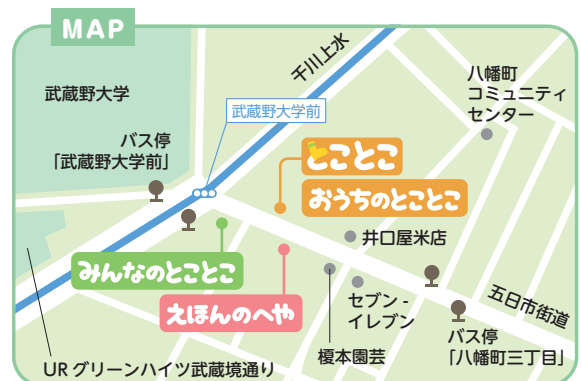 MAP
千川上水
武蔵野大学
八幡町
コミュニティ
センター
武蔵野大学前
バス停
「武蔵野大学前」
とことこ
おうちのとことこ
井口屋米店
みんなのとことこ
えほんのへや
セブン-
イレブン
五日市街道
榎本園芸
バス停
「八幡町三丁目」
URグリーンハイツ武蔵境通り